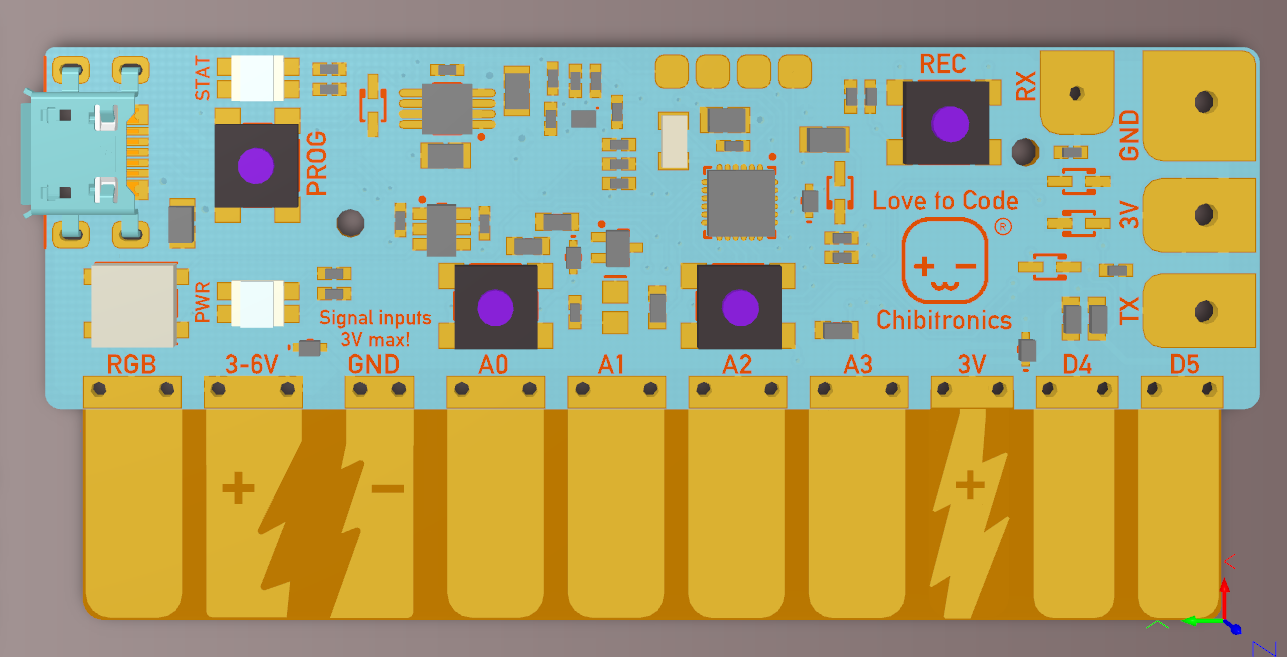 STAT
PROG
REC
RX
GND
3V
TX
Love to Code
®
+ -
Chibitronics
PWR
Signal inputs
3V max!
RGB 3-6V GND A0 A1 A2 A3 3V D4 D5
+ - +